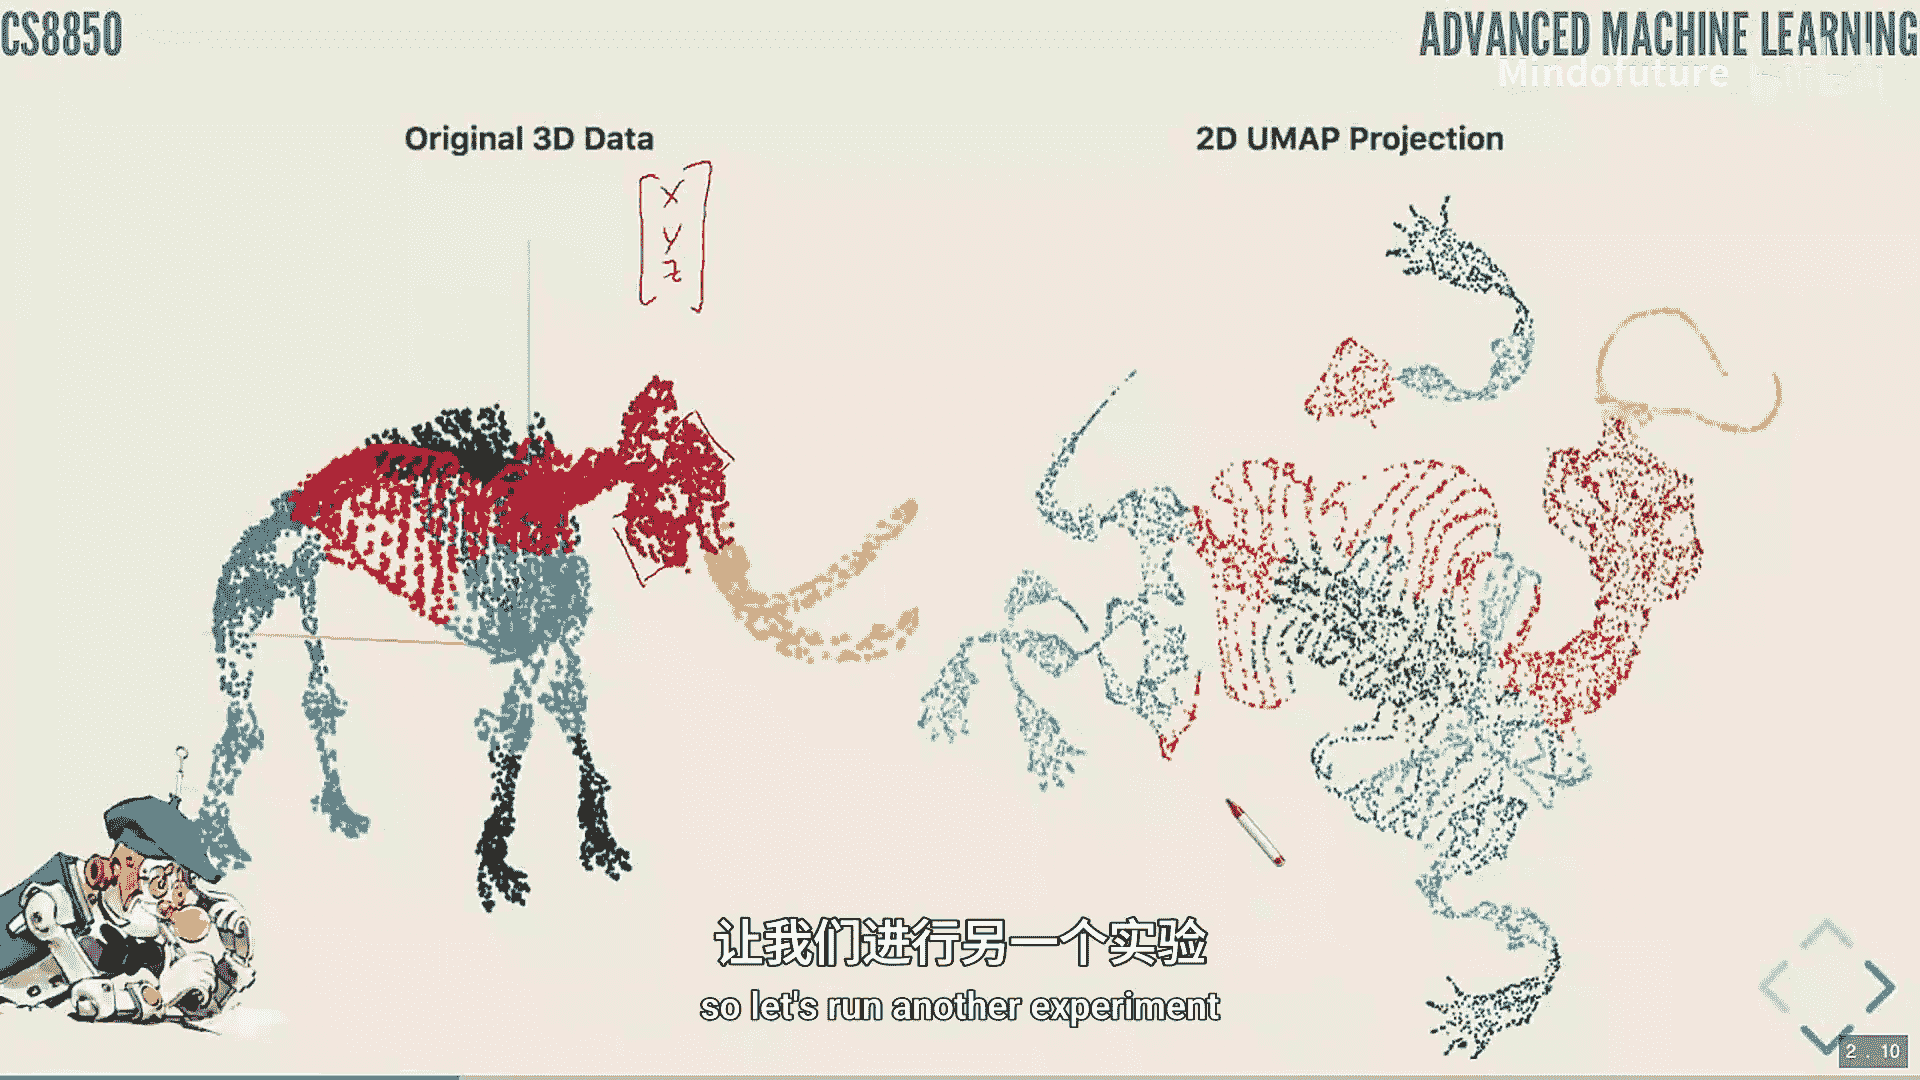 CS8850
ADVANCED MACHINE LEARNING
Mindofuture
Original 3D Data
2D UMAP Projection
x
y
z
让我们进行另一个实验
so let's run another experiment
2.10